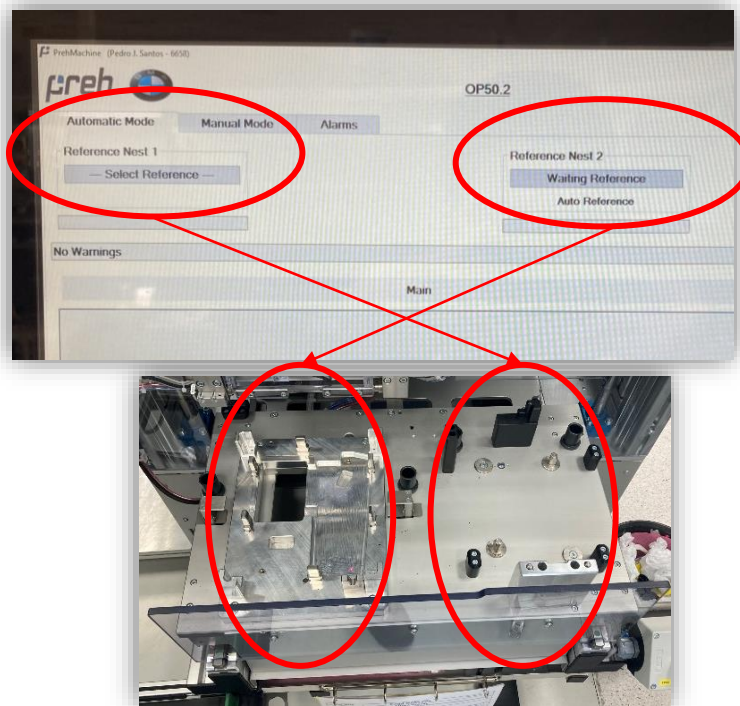 PrehMachine (Pedro J. Santos - 6658)
preh
OP50.2
Automatic Mode Manual Mode Alarms
Reference Nest 1
Reference Nest 2
--- Select Reference ---
Waiting Reference
Auto Reference
No Warnings
Main